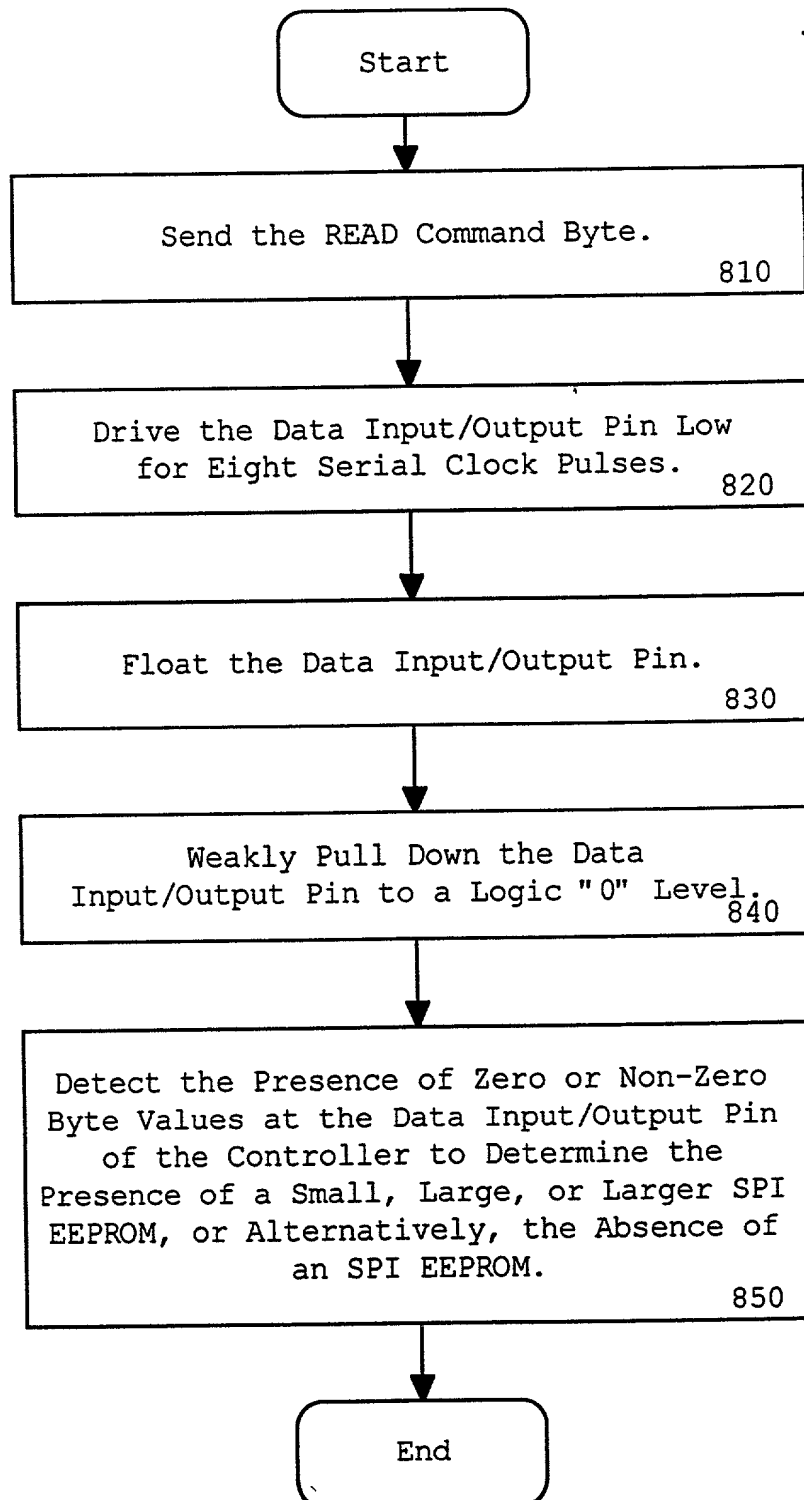 Start
Send the READ Command Byte.
810
Drive the Data Input/Output Pin Low
for Eight Serial Clock Pulses.
820
Float the Data Input/Output Pin.
830
Weakly Pull Down the Data
Input/Output Pin to a Logic "0" Level.
840
Detect the Presence of Zero or Non-Zero
Byte Values at the Data Input/Output Pin
of the Controller to Determine the
Presence of a Small, Large, or Larger SPI
EEPROM, or Alternatively, the Absence of
an SPI EEPROM.
850
End